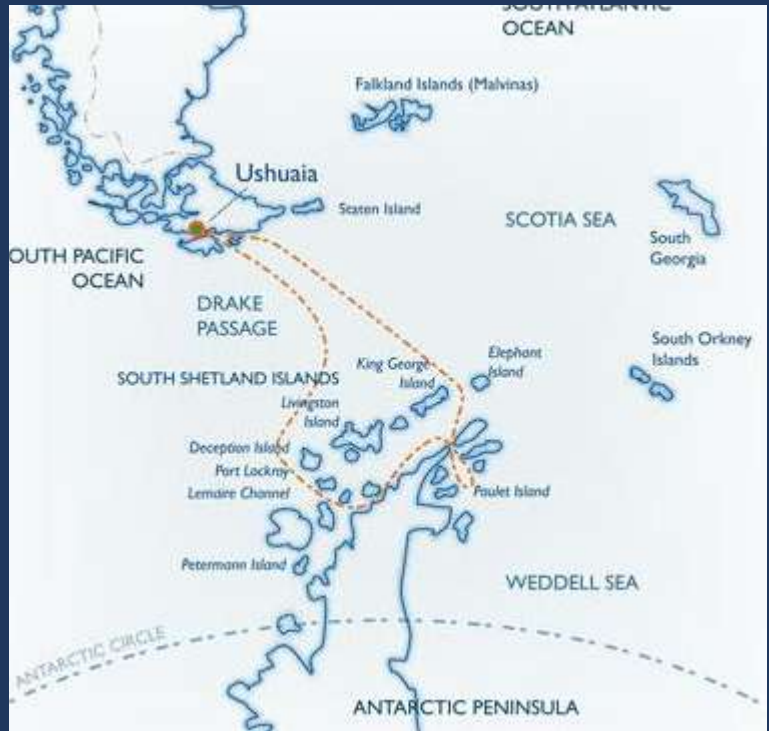 SOUTH ATLANTIC
OCEAN
Falkland Islands (Malvinas)
Ushuaia
Staten Island
SCOTIA SEA
South
Georgia
OUTH PACIFIC
OCEAN
DRAKE
PASSAGE
South Orkney
Islands
Elephant
Island
King George
Island
SOUTH SHETLAND ISLANDS
Livingston
Island
Deception Island
Port Lockroy
Lemaire Channel
Paulet Island
Petermann Island
WEDDELL SEA
ANTARCTIC CIRCLE
ANTARCTIC PENINSULA